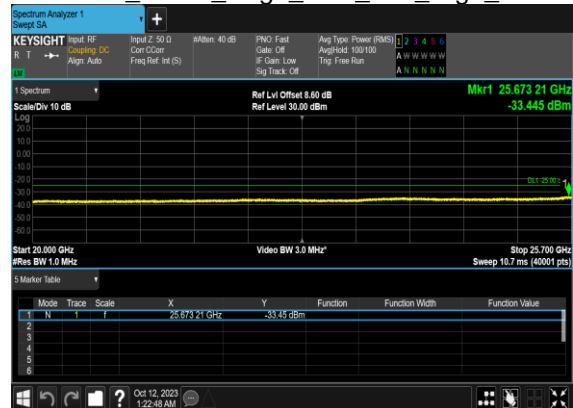 Spectrum Analyzer 1
Swept SA
KEYSIGHT Input: RF Input Z: 50 Ω #Atten: 40 dB PNO: Fast Avg Type: Power (RMS) 1 2 3 4 5 6
R T Coupling: DC Corr CCorr Gate: Off Avg|Hold: 100/100 A W W W W W
Align: Auto Freq Ref: Int (S) IF Gain: Low Trig: Free Run
LW Sig Track: Off A N N N N N
1 Spectrum Ref Lvl Offset 8.60 dB Mkr1 25.673 21 GHz
Scale/Div 10 dB Ref Level 30.00 dBm -33.445 dBm
Log
20.0
10.0
0.00
-10.0
-20.0
DL1 -25.00
-30.0
1
-40.0
-50.0
-60.0
Start 20.000 GHz Video BW 3.0 MHz* Stop 25.700 GHz
#Res BW 1.0 MHz Sweep 10.7 ms (40001 pts)
5 Marker Table
Mode Trace Scale X Y Function Function Width Function Value
1 N 1 f 25.673 21 GHz -33.45 dBm
2
3
4
5
6
? Oct 12, 2023
1:22:48 AM